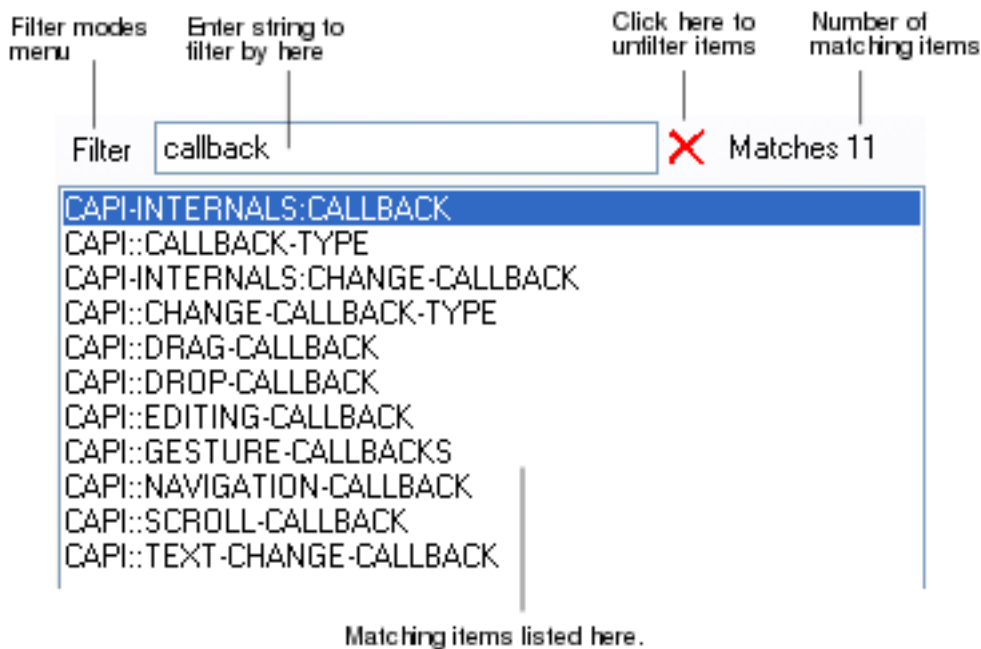 Filter modes
menu
Enter string to
filter by here
Click here to
unfilter items
Number of
matching items
Filter
callback
Matches 11
CAPI-INTERNALS:CALLBACK
CAPI::CALLBACK-TYPE
CAPI-INTERNALS:CHANGE-CALLBACK
CAPI::CHANGE-CALLBACK-TYPE
CAPI::DRAG-CALLBACK
CAPI::DROP-CALLBACK
CAPI::EDITING-CALLBACK
CAPI::GESTURE-CALLBACKS
CAPI::NAVIGATION-CALLBACK
CAPI::SCROLL-CALLBACK
CAPI::TEXT-CHANGE-CALLBACK
Matching items listed here.